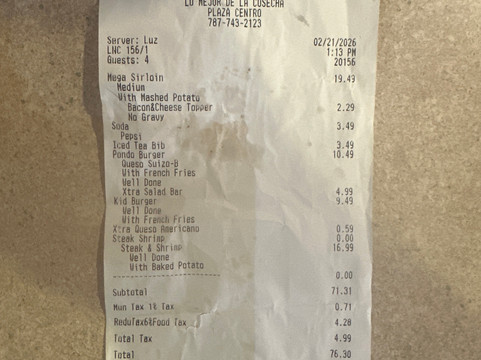 LO MEJOR DE LA COSECHA
PLAZA CENTRO
787-743-2123
Server: Luz 02/21/2026
LNC 156/1 1:13 PM
Guests: 4 20156
Mega Sirloin 19.49
Medium
With Mashed Potato
Bacon&Cheese Topper 2.29
No Gravy
Soda 3.49
Pepsi
Iced Tea Bib 3.49
Pondo Burger 10.49
Queso Suizo-B
With French Fries
Well Done
Xtra Salad Bar 4.99
Kid Burger 9.49
Well Done
With French Fries
Xtra Queso Americano 0.59
Steak Shrimp 0.00
Steak & Shrimp 16.99
Well Done
With Baked Potato
0.00
Subtotal 71.31
Mun Tax 1% Tax 0.71
ReduTax6%Food Tax 4.28
Total Tax 4.99
Total 76.30